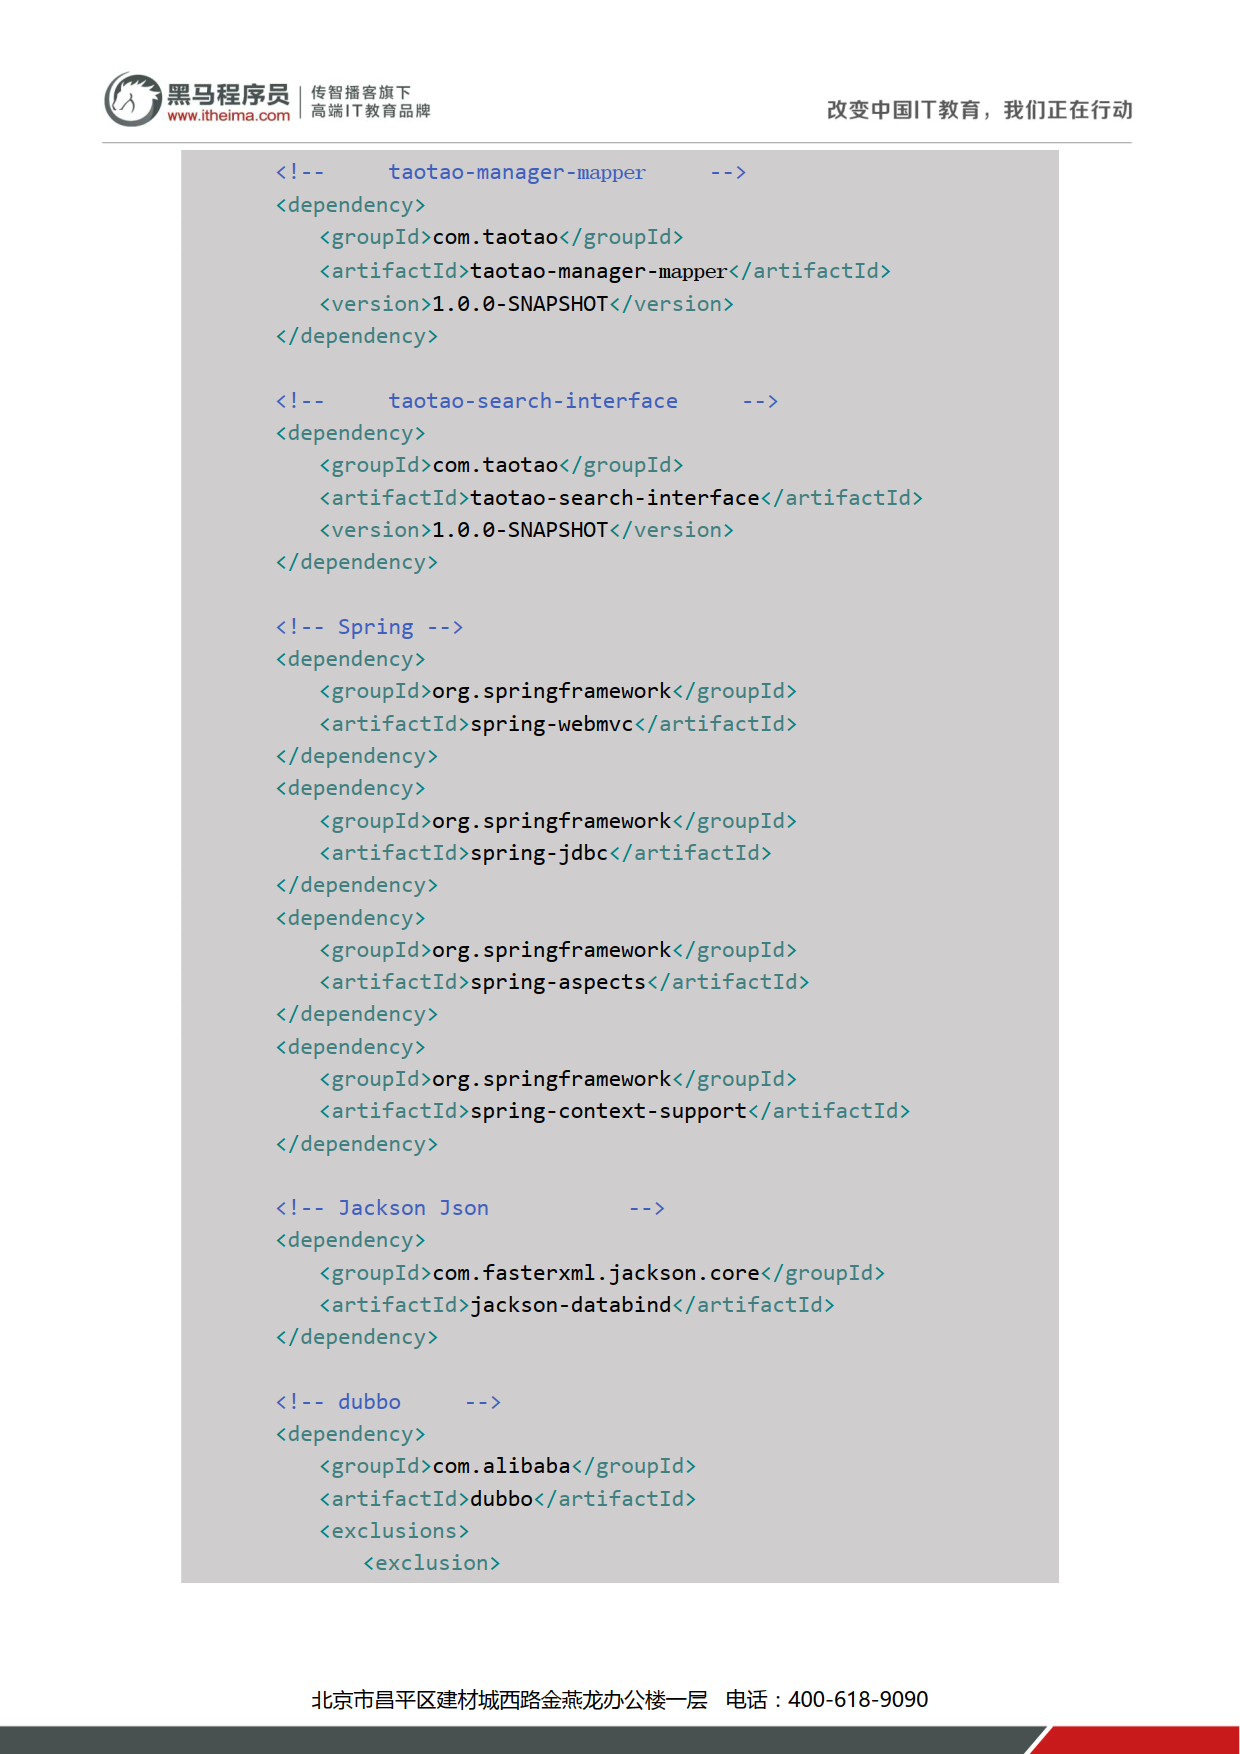 黑马程序员
www.itheima.com
传智播客旗下
高端IT教育品牌
改变中国IT教育，我们正在行动
<!--     taotao-manager-mapper     -->
<dependency>
    <groupId>com.taotao</groupId>
    <artifactId>taotao-manager-mapper</artifactId>
    <version>1.0.0-SNAPSHOT</version>
</dependency>

<!--     taotao-search-interface     -->
<dependency>
    <groupId>com.taotao</groupId>
    <artifactId>taotao-search-interface</artifactId>
    <version>1.0.0-SNAPSHOT</version>
</dependency>

<!-- Spring -->
<dependency>
    <groupId>org.springframework</groupId>
    <artifactId>spring-webmvc</artifactId>
</dependency>
<dependency>
    <groupId>org.springframework</groupId>
    <artifactId>spring-jdbc</artifactId>
</dependency>
<dependency>
    <groupId>org.springframework</groupId>
    <artifactId>spring-aspects</artifactId>
</dependency>
<dependency>
    <groupId>org.springframework</groupId>
    <artifactId>spring-context-support</artifactId>
</dependency>

<!-- Jackson Json           -->
<dependency>
    <groupId>com.fasterxml.jackson.core</groupId>
    <artifactId>jackson-databind</artifactId>
</dependency>

<!-- dubbo     -->
<dependency>
    <groupId>com.alibaba</groupId>
    <artifactId>dubbo</artifactId>
    <exclusions>
        <exclusion>
北京市昌平区建材城西路金燕龙办公楼一层   电话：400-618-9090